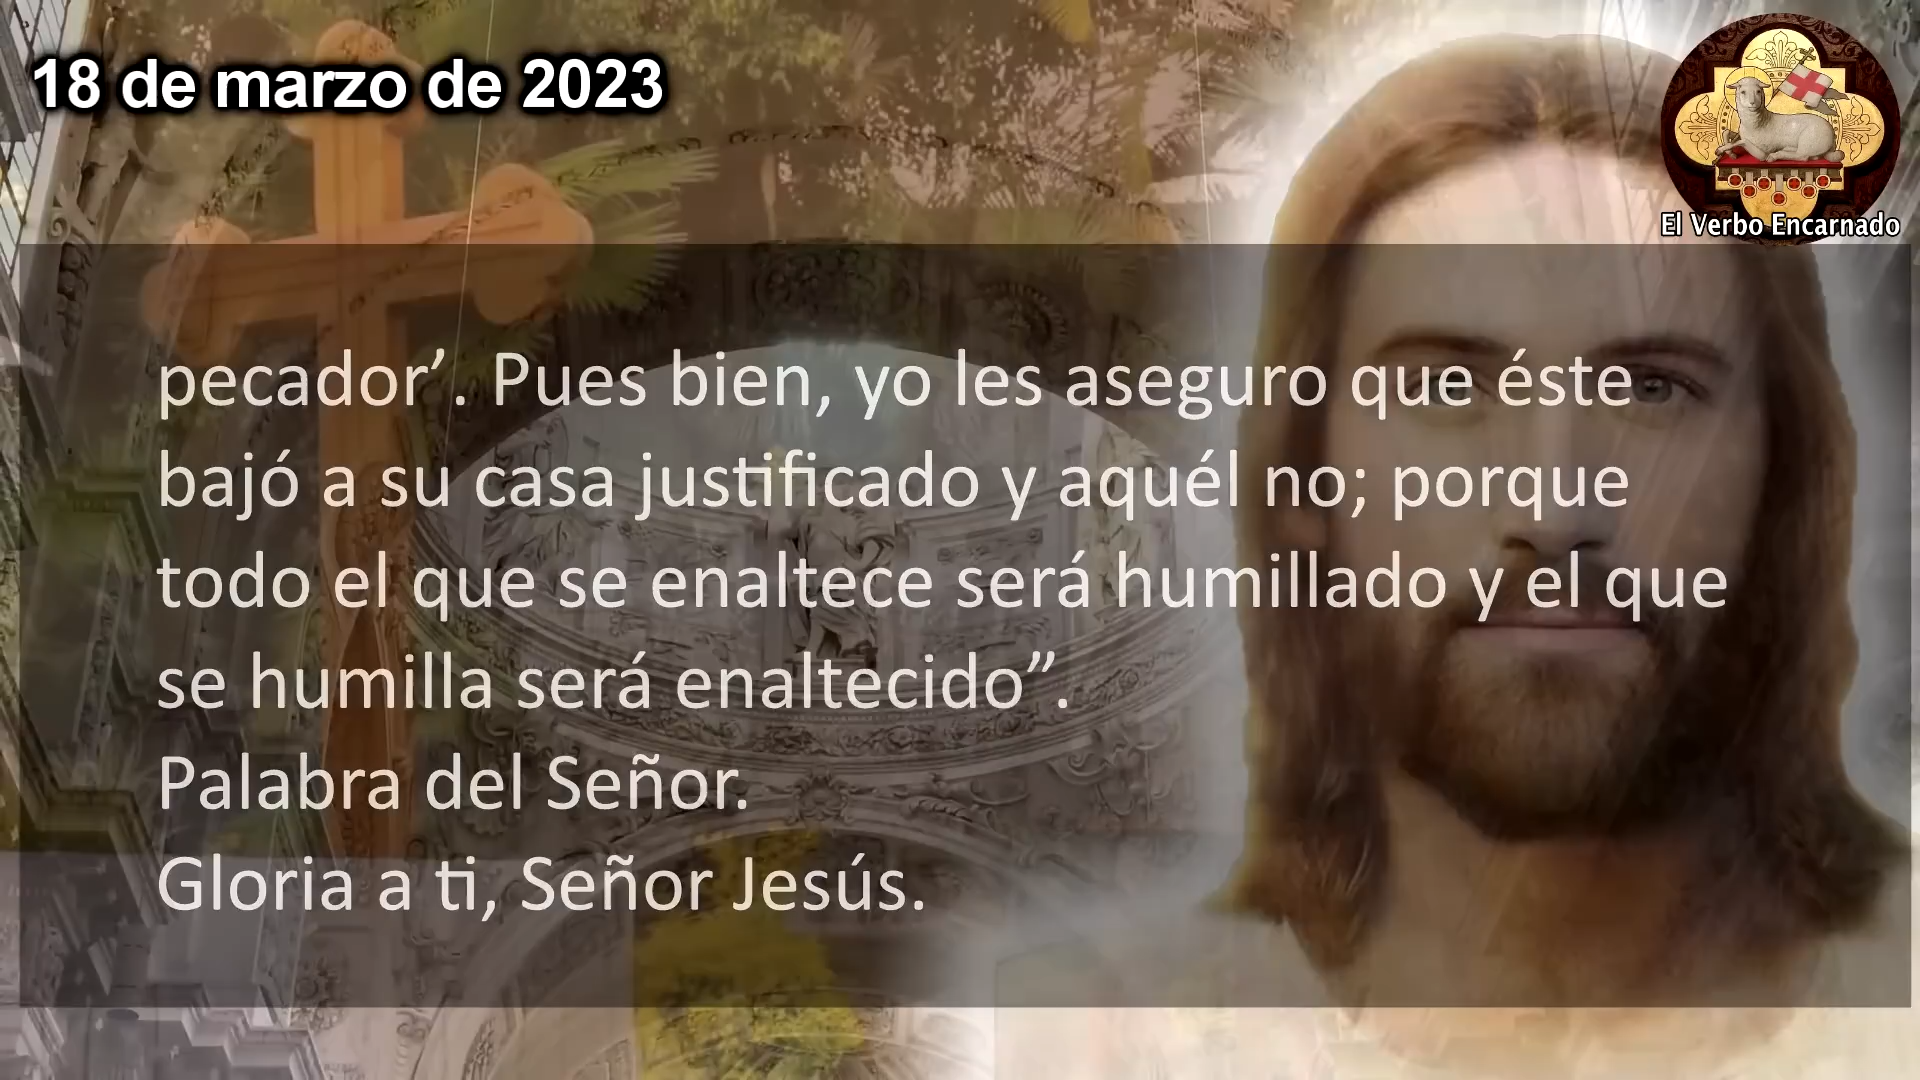 18 de marzo de 2023
El Verbo Encarnado
pecador’. Pues bien, yo les aseguro que éste
bajó a su casa justificado y aquél no; porque
todo el que se enaltece será humillado y el que
se humilla será enaltecido”.
Palabra del Señor.
Gloria a ti, Señor Jesús.